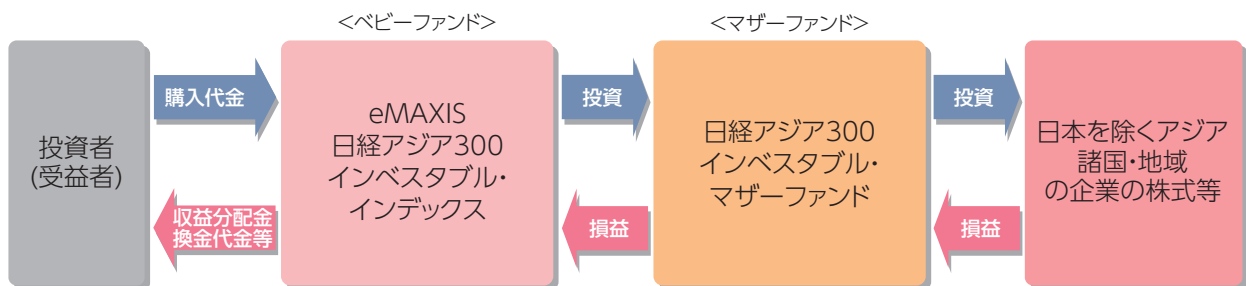 <ベビーファンド>
<マザーファンド>
投資者
(受益者)
購入代金
収益分配金
換金代金等
eMAXIS
日経アジア300
インベスタブル・
インデックス
投資
損益
日経アジア300
インベスタブル・
マザーファンド
投資
損益
日本を除くアジア
諸国・地域
の企業の株式等